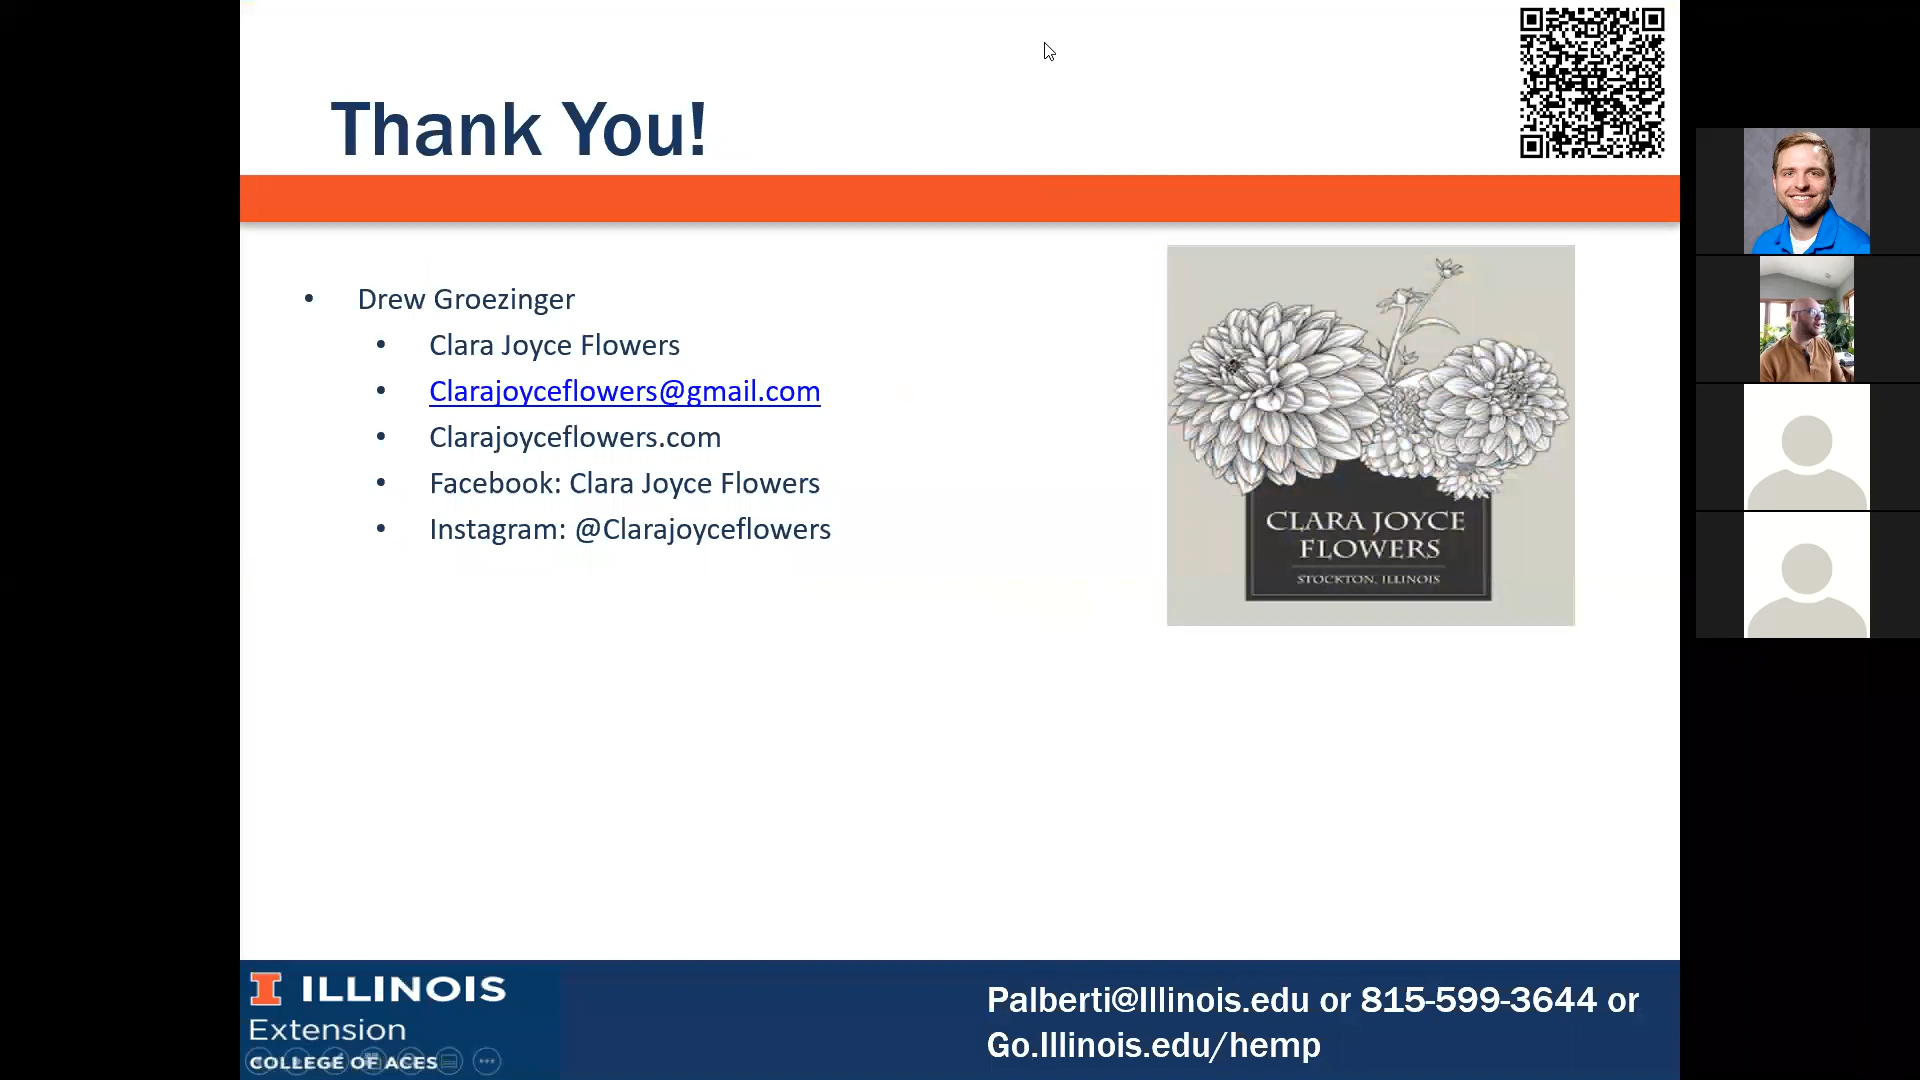 Thank You!
• Drew Groezinger
• Clara Joyce Flowers
• Clarajoyceflowers@gmail.com
• Clarajoyceflowers.com
• Facebook: Clara Joyce Flowers
• Instagram: @Clarajoyceflowers
CLARA JOYCE
FLOWERS
STOCKTON, ILLINOIS
I ILLINOIS
Extension
COLLEGE OF ACES
Palberti@Illinois.edu or 815-599-3644 or
Go.Illinois.edu/hemp